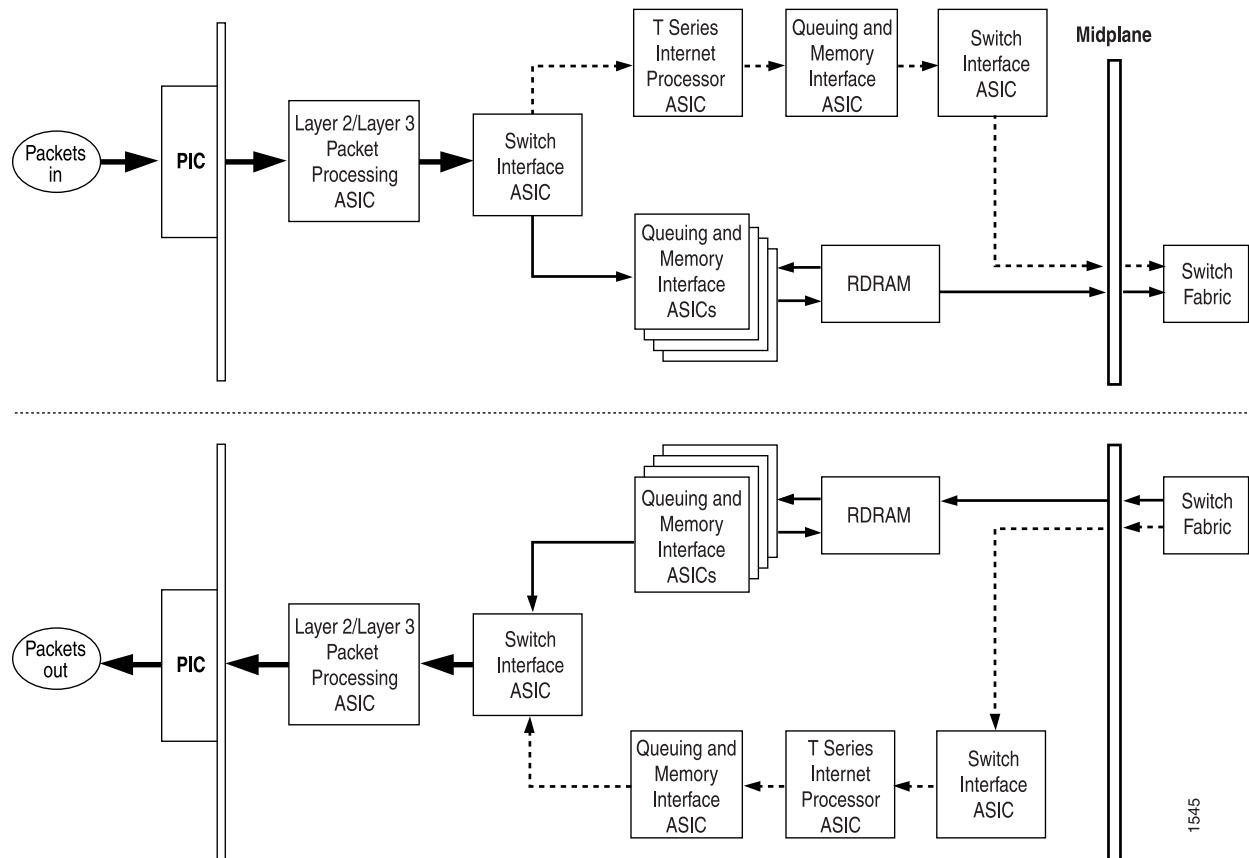 T Series
Internet
Processor
ASIC
Queuing and
Memory
Interface
ASIC
Switch
Interface
ASIC
Midplane
Packets
in
PIC
Layer 2/Layer 3
Packet
Processing
ASIC
Switch
Interface
ASIC
Queuing and
Memory
Interface
ASICs
RDRAM
Switch
Fabric
Queuing and
Memory
Interface
ASICs
RDRAM
Switch
Fabric
Packets
out
PIC
Layer 2/Layer 3
Packet
Processing
ASIC
Switch
Interface
ASIC
Queuing and
Memory
Interface
ASIC
T Series
Internet
Processor
ASIC
Switch
Interface
ASIC
1545